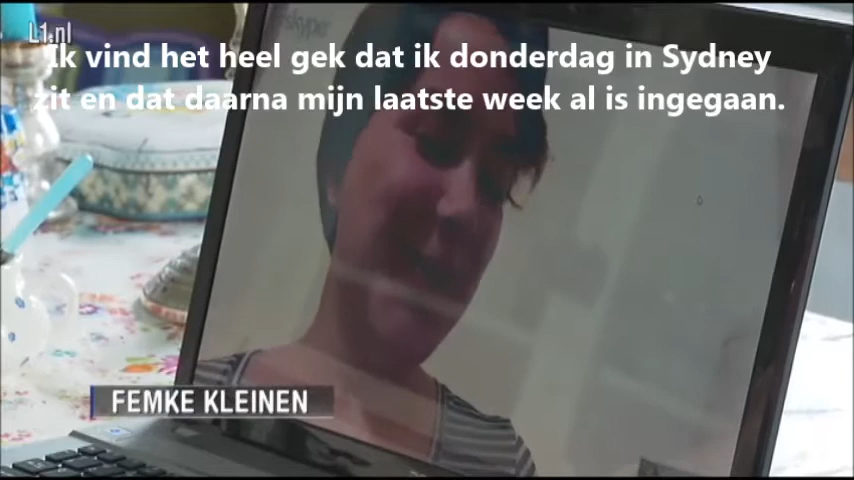 L1.nl
skype
Ik vind het heel gek dat ik donderdag in Sydney
zit en dat daarna mijn laatste week al is ingegaan.
FEMKE KLEINEN